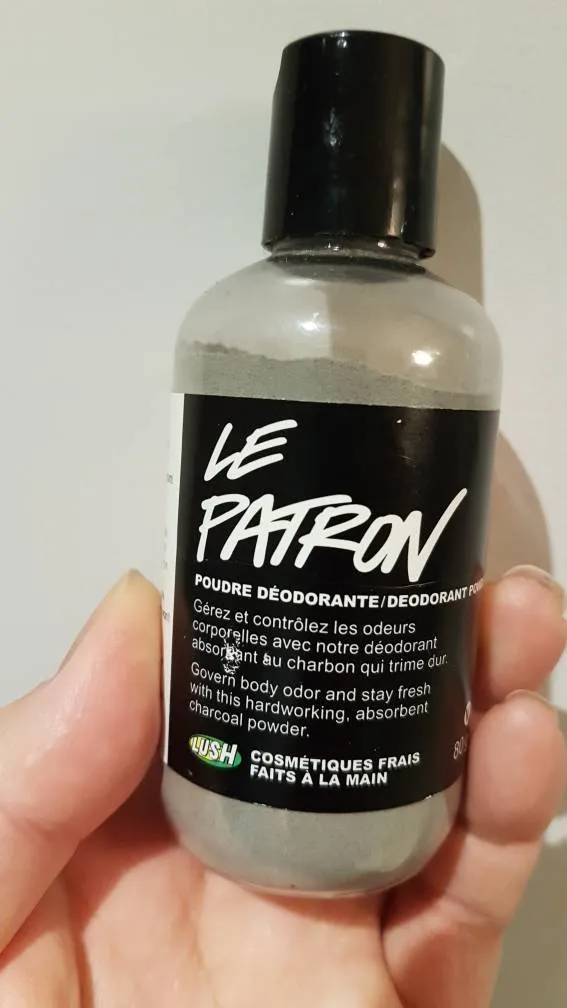 LE
PATRON
POUDRE DÉODORANTE/DEODORANT
Gérez et contrôlez les odeurs
corporelles avec notre déodorant
absorbant au charbon qui trime dur.
Govern body odor and stay fresh
with this hardworking, absorbent
charcoal powder.
80
LUSH
COSMÉTIQUES FRAIS
FAITS À LA MAIN